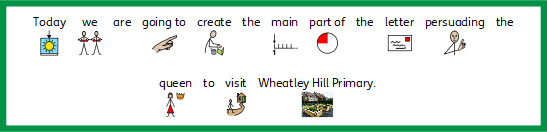 Today we are going to create the main part of the letter persuading the
queen to visit Wheatley Hill Primary.